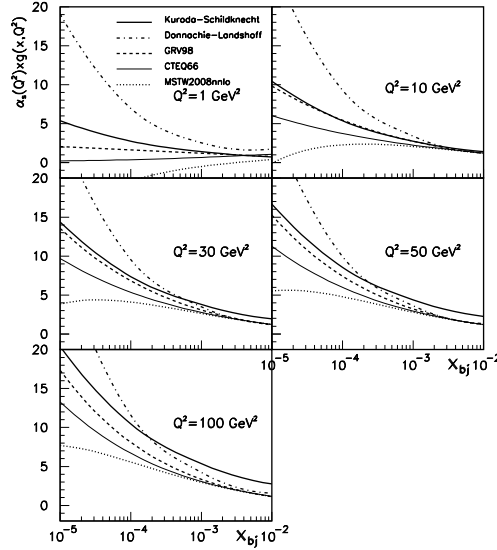 α_s(Q²)×g(x,Q²)
20
15
10
5
0
Kuroda–Schildknecht
Donnachie–Landshoff
GRV98
CTEQ66
MSTW2008nnlo
Q²=1 GeV²
Q²=10 GeV²
20
15
10
5
0
Q²=30 GeV²
Q²=50 GeV²
20
15
10
5
0
10⁻⁵ 10⁻⁴ 10⁻³ X_bj 10⁻²
Q²=100 GeV²
10⁻⁵ 10⁻⁴ 10⁻³ X_bj 10⁻²